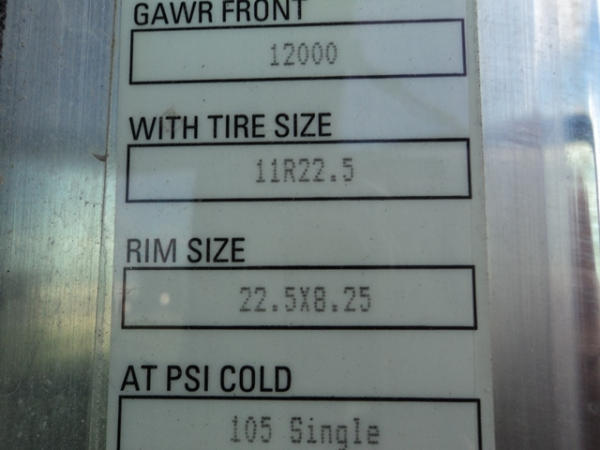 GAWR FRONT
12000
WITH TIRE SIZE
11R22.5
RIM SIZE
22.5X8.25
AT PSI COLD
105 Single